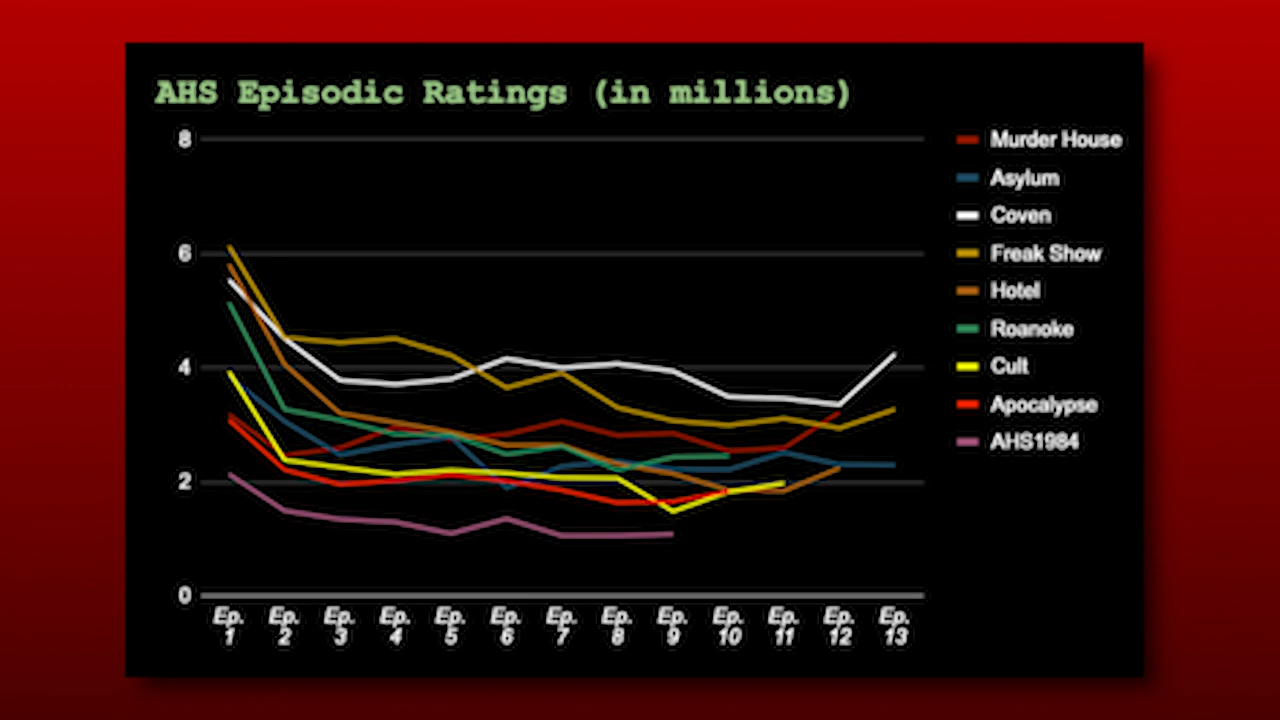 AHS Episodic Ratings (in millions)
8
6
4
2
0
Ep. 1
Ep. 2
Ep. 3
Ep. 4
Ep. 5
Ep. 6
Ep. 7
Ep. 8
Ep. 9
Ep. 10
Ep. 11
Ep. 12
Ep. 13
Murder House
Asylum
Coven
Freak Show
Hotel
Roanoke
Cult
Apocalypse
AHS1984